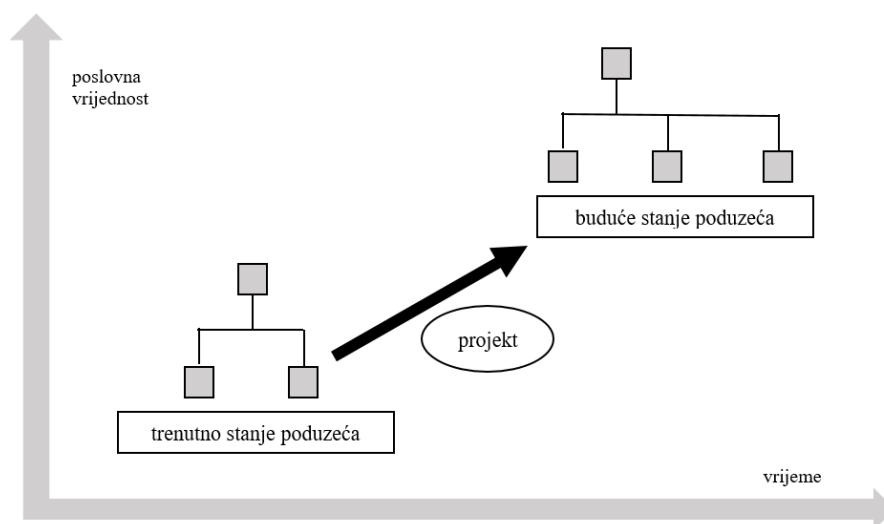 poslovna
vrijednost
buduće stanje poduzeća
projekt
trenutno stanje poduzeća
vrijeme